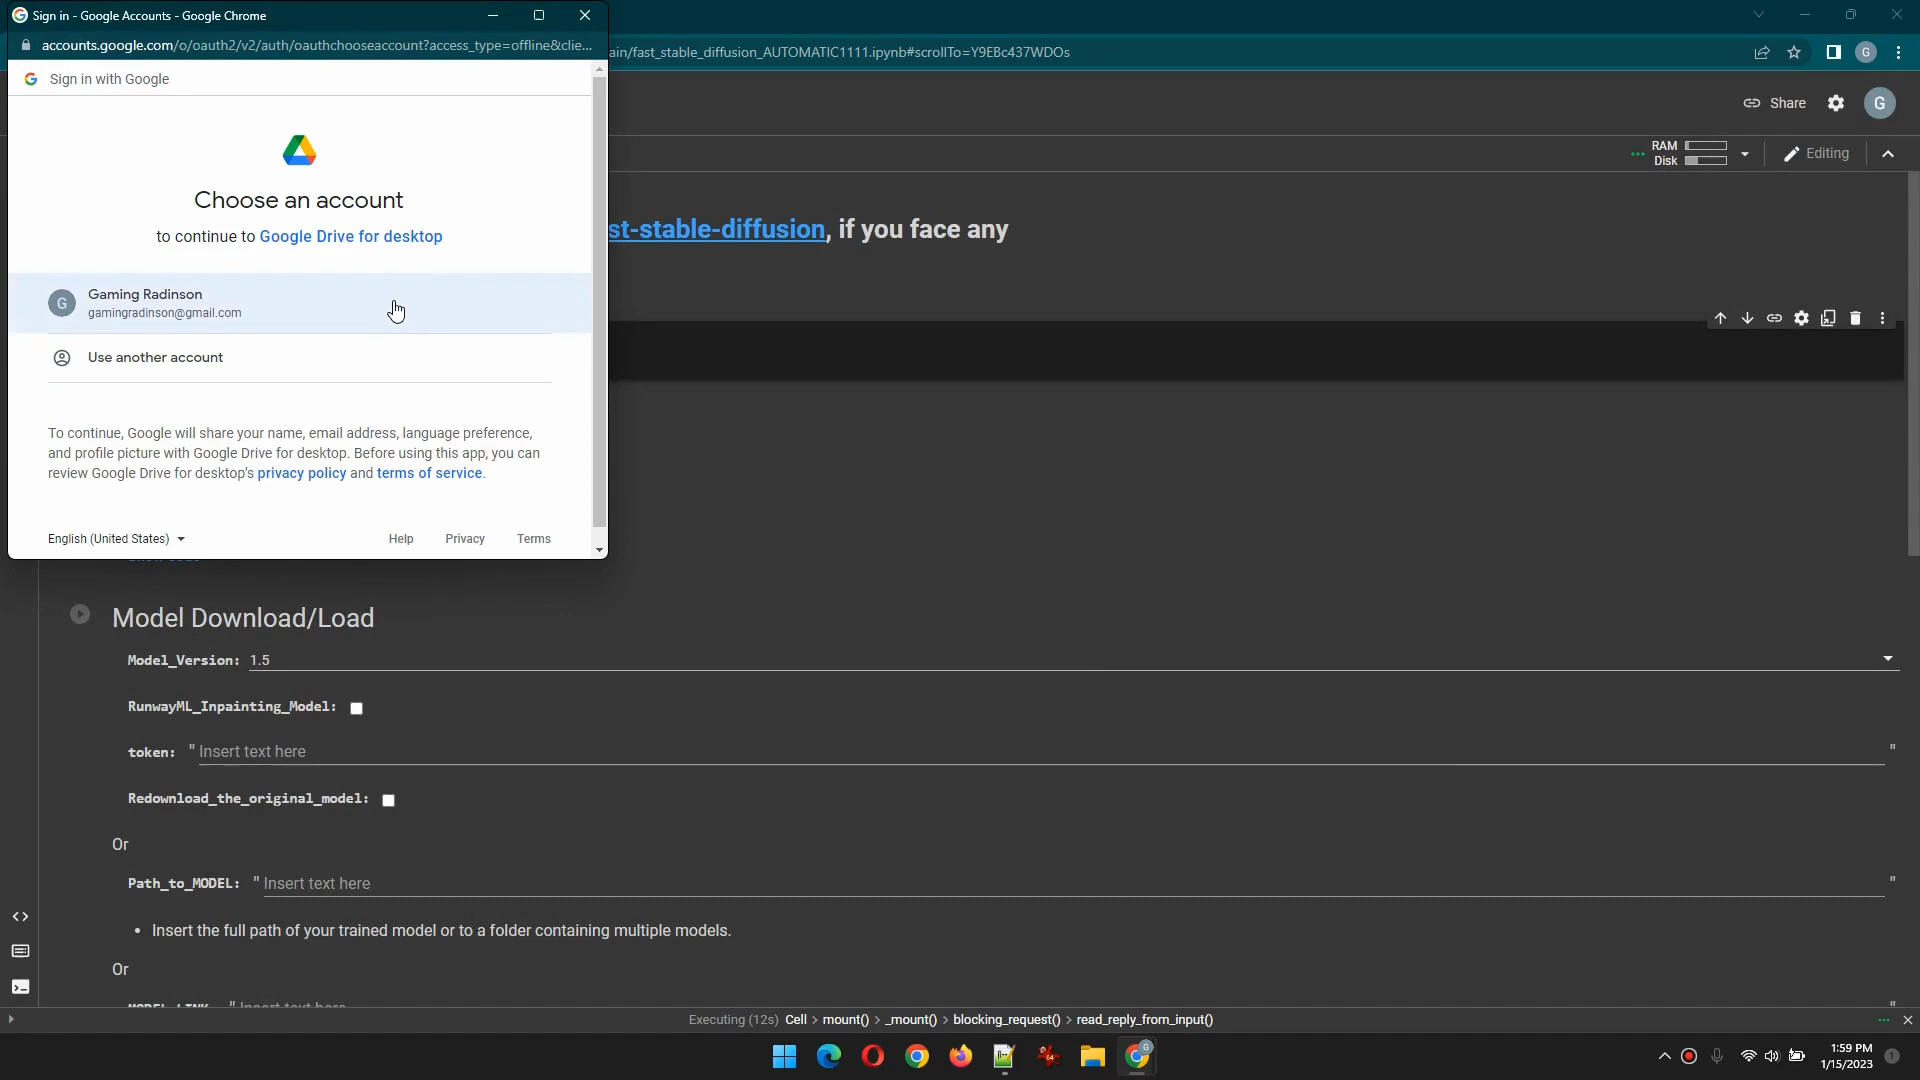 Sign in - Google Accounts - Google Chrome
accounts.google.com/o/oauth2/v2/auth/oauthchooseaccount?access_type=offline&clie...
ain/fast_stable_diffusion_AUTOMATIC1111.ipynb#scrollTo=Y9EBc437WDOs
G
Sign in with Google
Share
G
RAM
Disk
Editing
Choose an account
to continue to Google Drive for desktop
st-stable-diffusion, if you face any
G
Gaming Radinson
gamingradinson@gmail.com
Use another account
To continue, Google will share your name, email address, language preference,
and profile picture with Google Drive for desktop. Before using this app, you can
review Google Drive for desktop's privacy policy and terms of service.
English (United States)
Help
Privacy
Terms
Model Download/Load
Model_Version: 1.5
RunwayML_Inpainting_Model:
token: " Insert text here "
Redownload_the_original_model:
Or
Path_to_MODEL: " Insert text here "
• Insert the full path of your trained model or to a folder containing multiple models.
Or
MODEL_LINK " Insert text here "
Executing (12s) Cell > mount() > _mount() > blocking_request() > read_reply_from_input()
G
1:59 PM
1/15/2023
1